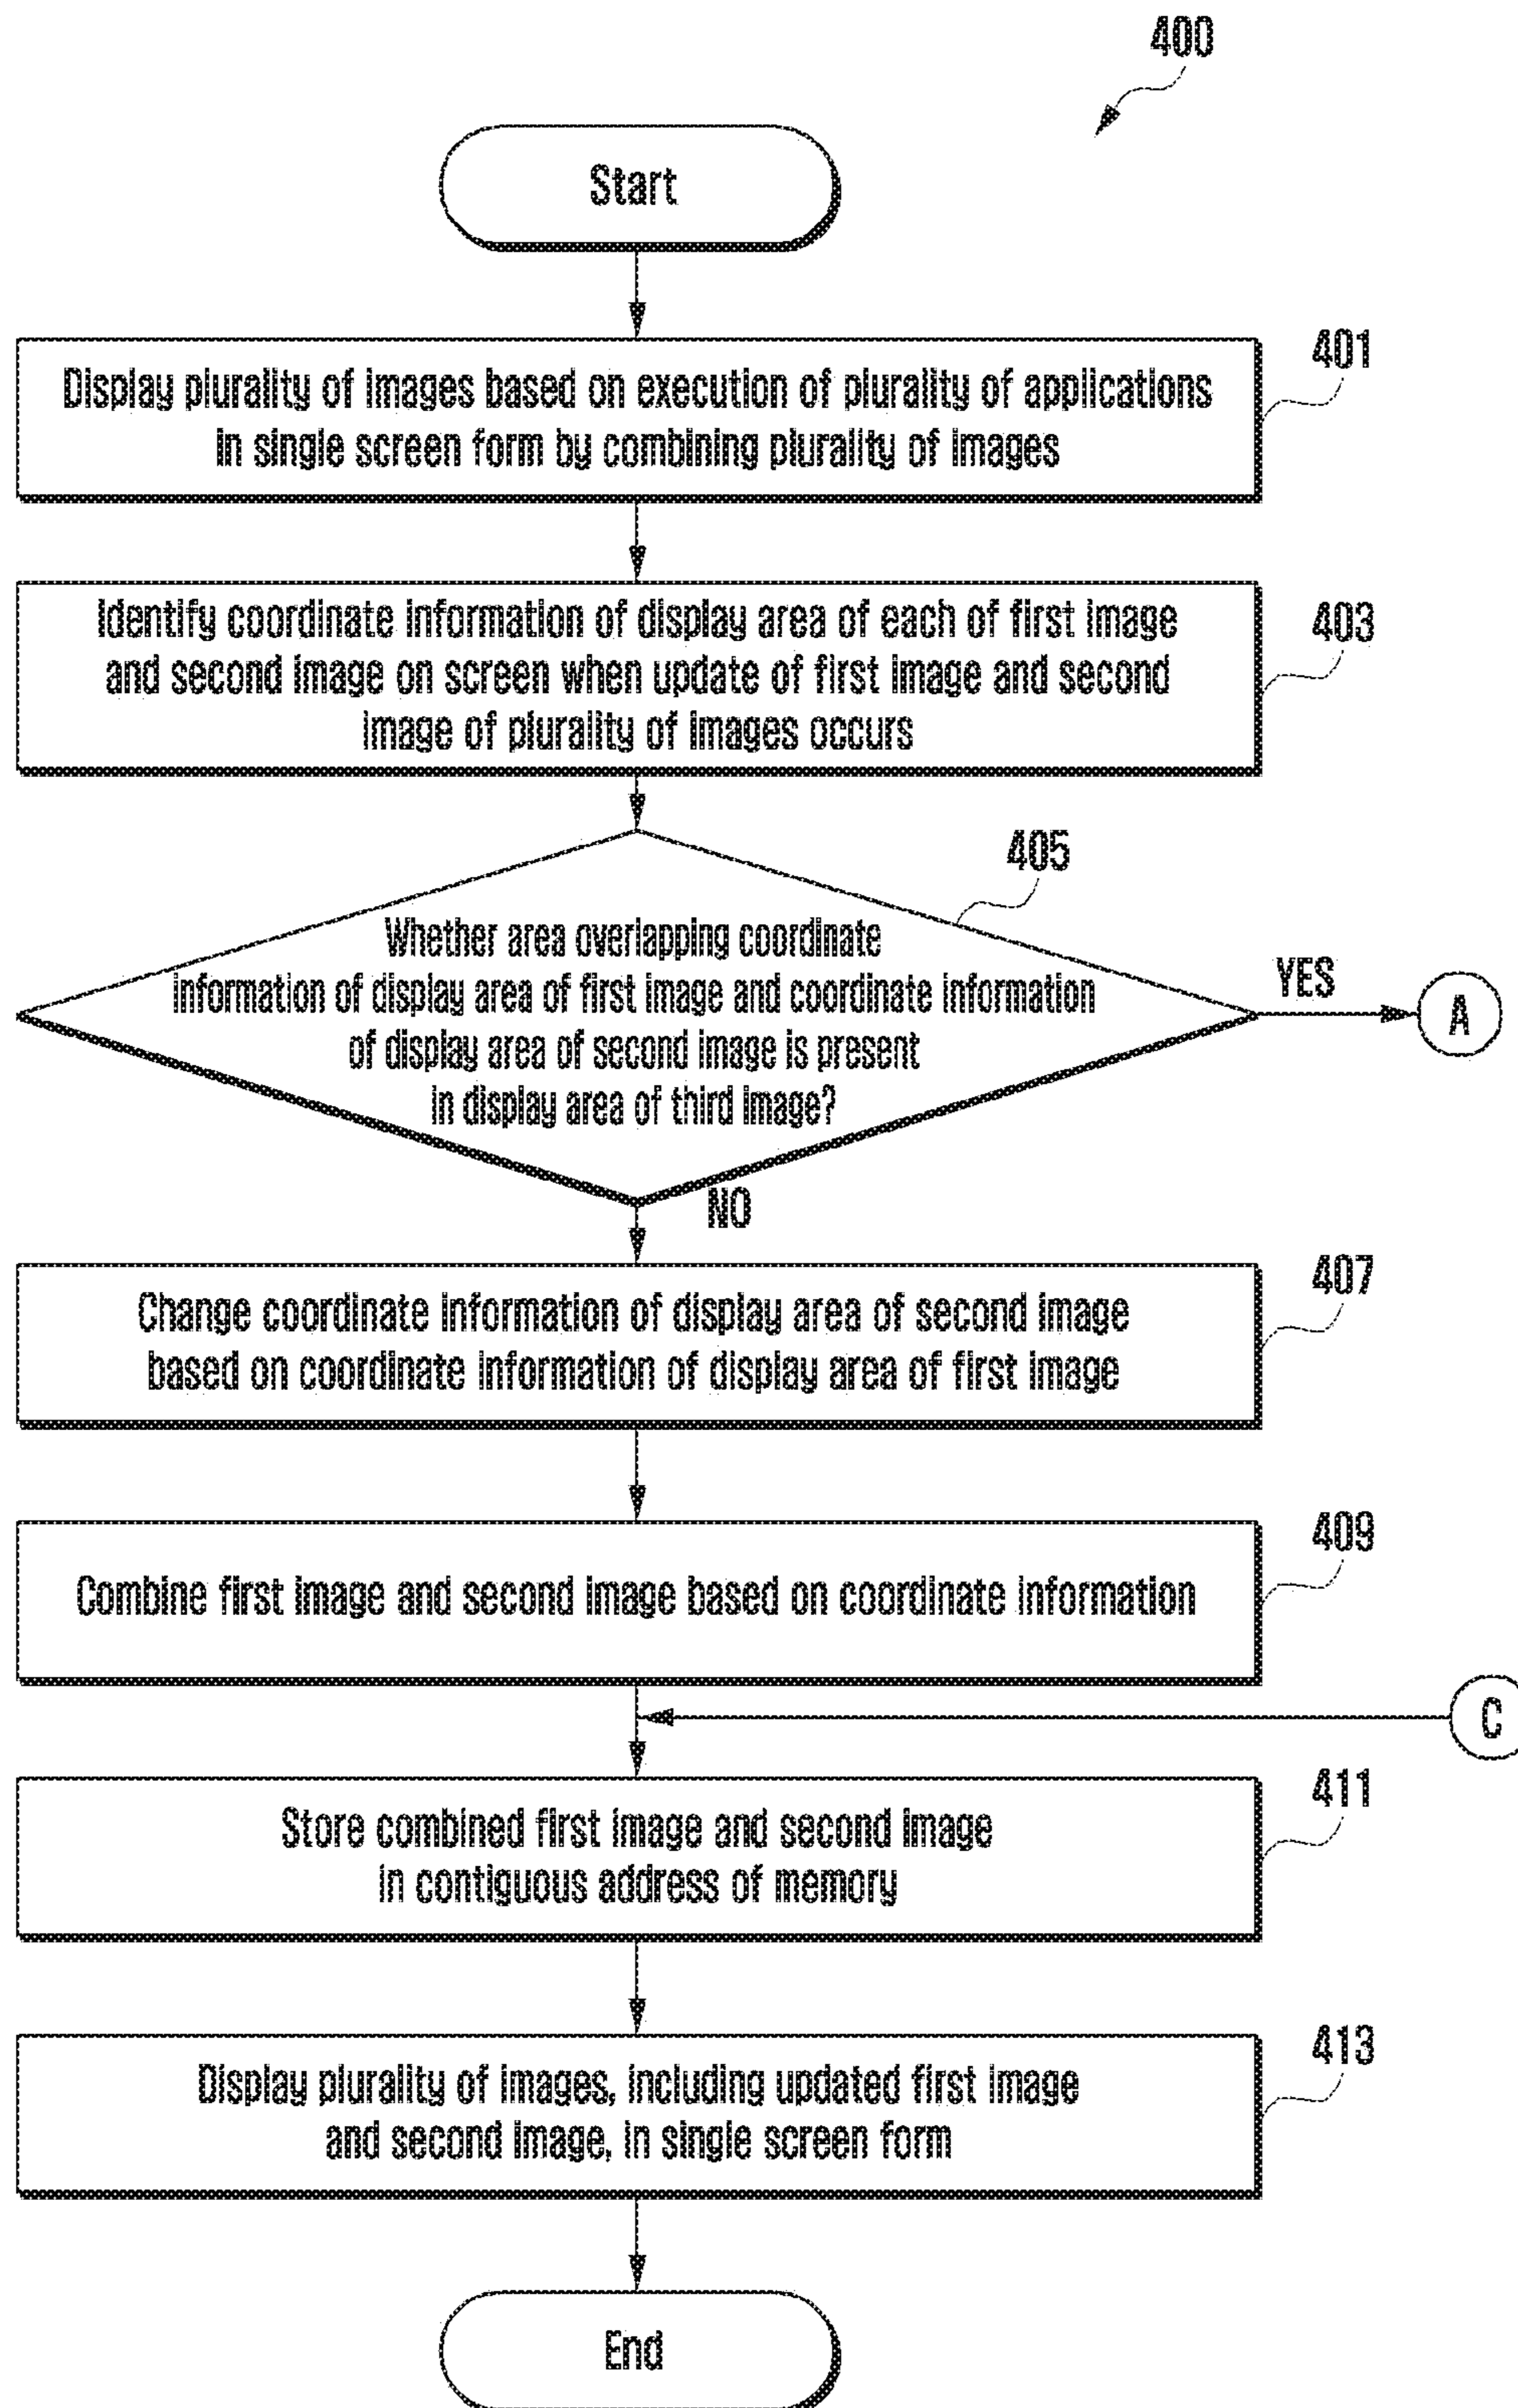 400
Start
401
Display plurality of images based on execution of plurality of applications
in single screen form by combining plurality of images
403
Identify coordinate information of display area of each of first image
and second image on screen when update of first image and second
image of plurality of images occurs
405
Whether area overlapping coordinate
information of display area of first image and coordinate information
of display area of second image is present
in display area of third image?
YES
A
NO
407
Change coordinate information of display area of second image
based on coordinate information of display area of first image
409
Combine first image and second image based on coordinate information
C
411
Store combined first image and second image
in contiguous address of memory
413
Display plurality of images, including updated first image
and second image, in single screen form
End